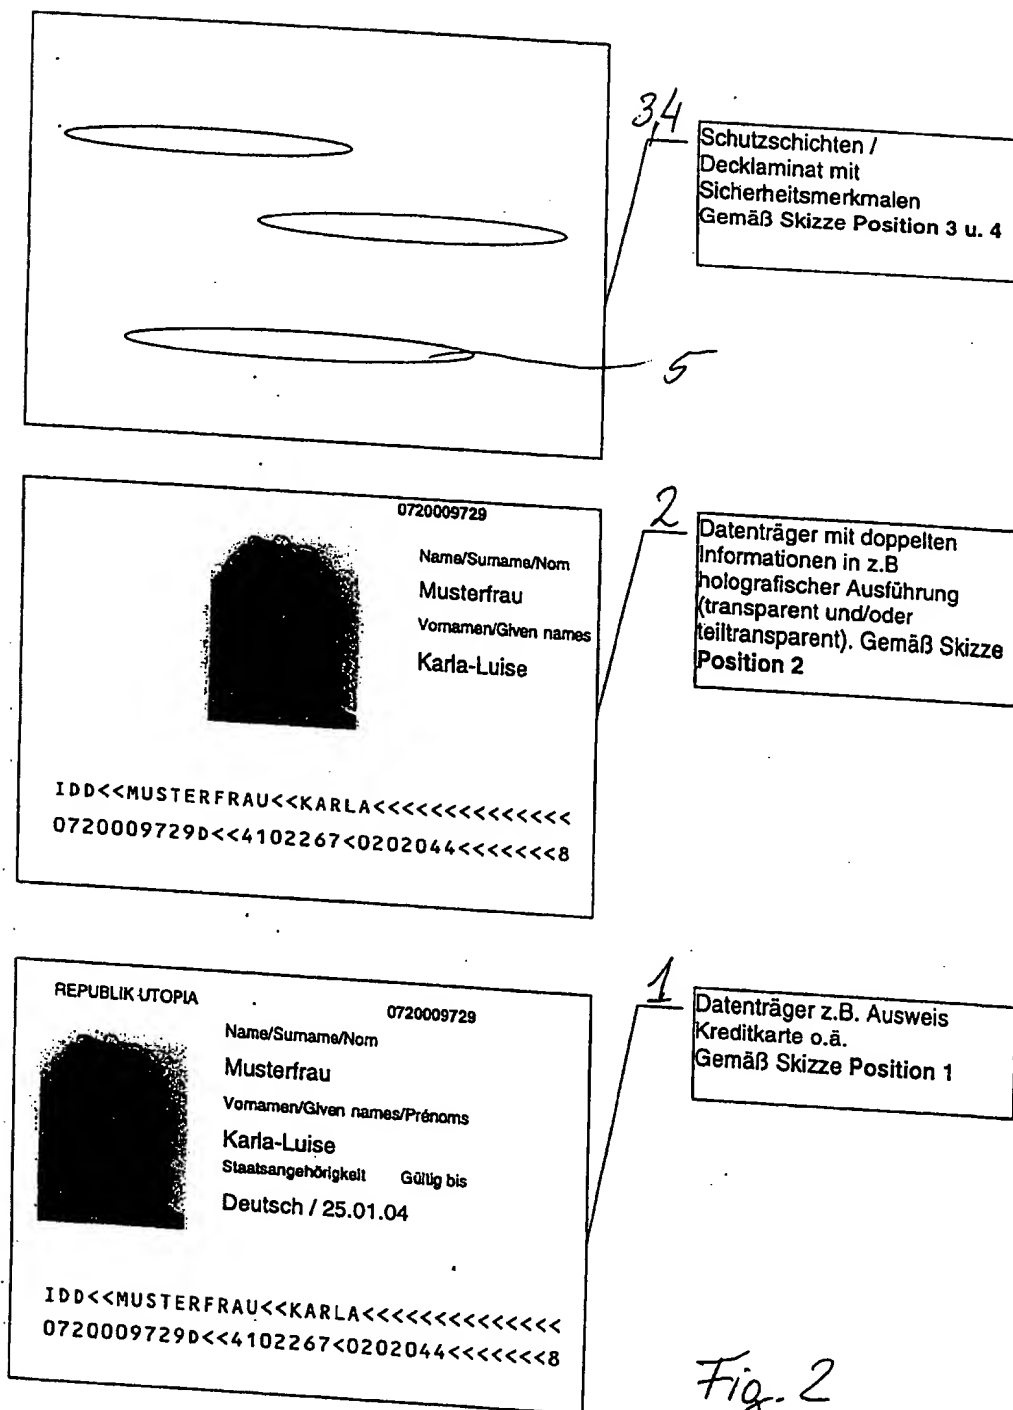 3,4
Schutzschichten /
Decklaminat mit
Sicherheitsmerkmalen
Gemäß Skizze Position 3 u. 4
5
2
Datenträger mit doppelten
Informationen in z.B
holografischer Ausführung
(transparent und/oder
teiltransparent). Gemäß Skizze
Position 2
0720009729
Name/Surname/Nom
Musterfrau
Vornamen/Given names
Karla-Luise
IDD<<MUSTERFRAU<<KARLA<<<<<<<<<<<<<<
0720009729D<<4102267<0202044<<<<<<<8
1
Datenträger z.B. Ausweis
Kreditkarte o.ä.
Gemäß Skizze Position 1
REPUBLIK UTOPIA
0720009729
Name/Surname/Nom
Musterfrau
Vornamen/Given names/Prénoms
Karla-Luise
Staatsangehörigkeit Gültig bis
Deutsch / 25.01.04
IDD<<MUSTERFRAU<<KARLA<<<<<<<<<<<<<<
0720009729D<<4102267<0202044<<<<<<<8
Fig. 2